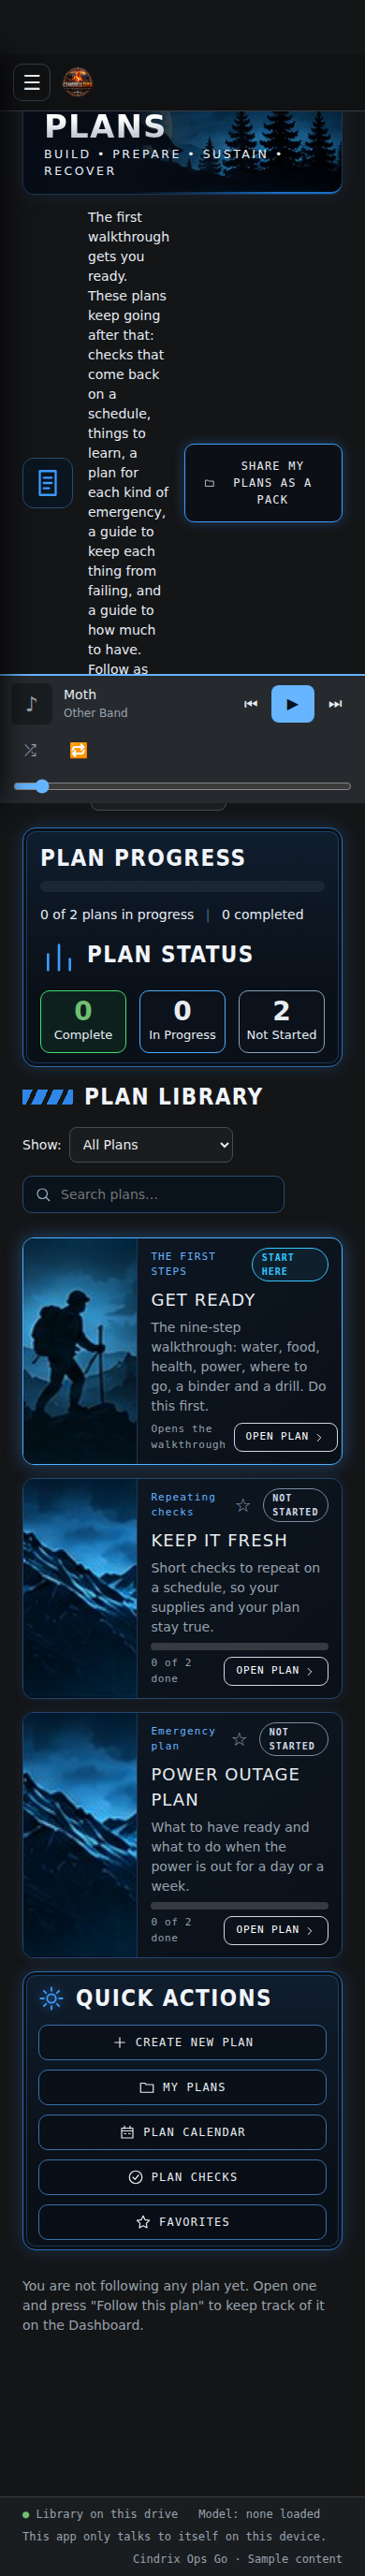 PLANS
BUILD • PREPARE • SUSTAIN •
RECOVER
The first
walkthrough
gets you
ready.
These plans
keep going
after that:
checks that
come back
on a
schedule,
things to
learn, a
plan for
each kind of
emergency,
a guide to
keep each
thing from
failing, and
a guide to
how much
to have.
Follow as
SHARE MY
PLANS AS A
PACK
Moth
Other Band
PLAN PROGRESS
0 of 2 plans in progress | 0 completed
PLAN STATUS
0 0 2
Complete In Progress Not Started
PLAN LIBRARY
Show: All Plans
Search plans...
THE FIRST
STEPS
START
HERE
GET READY
The nine-step
walkthrough: water, food,
health, power, where to
go, a binder and a drill. Do
this first.
Opens the
walkthrough
OPEN PLAN
Repeating
checks
NOT
STARTED
KEEP IT FRESH
Short checks to repeat on
a schedule, so your
supplies and your plan
stay true.
0 of 2
done
OPEN PLAN
Emergency
plan
NOT
STARTED
POWER OUTAGE
PLAN
What to have ready and
what to do when the
power is out for a day or a
week.
0 of 2
done
OPEN PLAN
QUICK ACTIONS
CREATE NEW PLAN
MY PLANS
PLAN CALENDAR
PLAN CHECKS
FAVORITES
You are not following any plan yet. Open one
and press "Follow this plan" to keep track of it
on the Dashboard.
Library on this drive Model: none loaded
This app only talks to itself on this device.
Cindrix Ops Go · Sample content